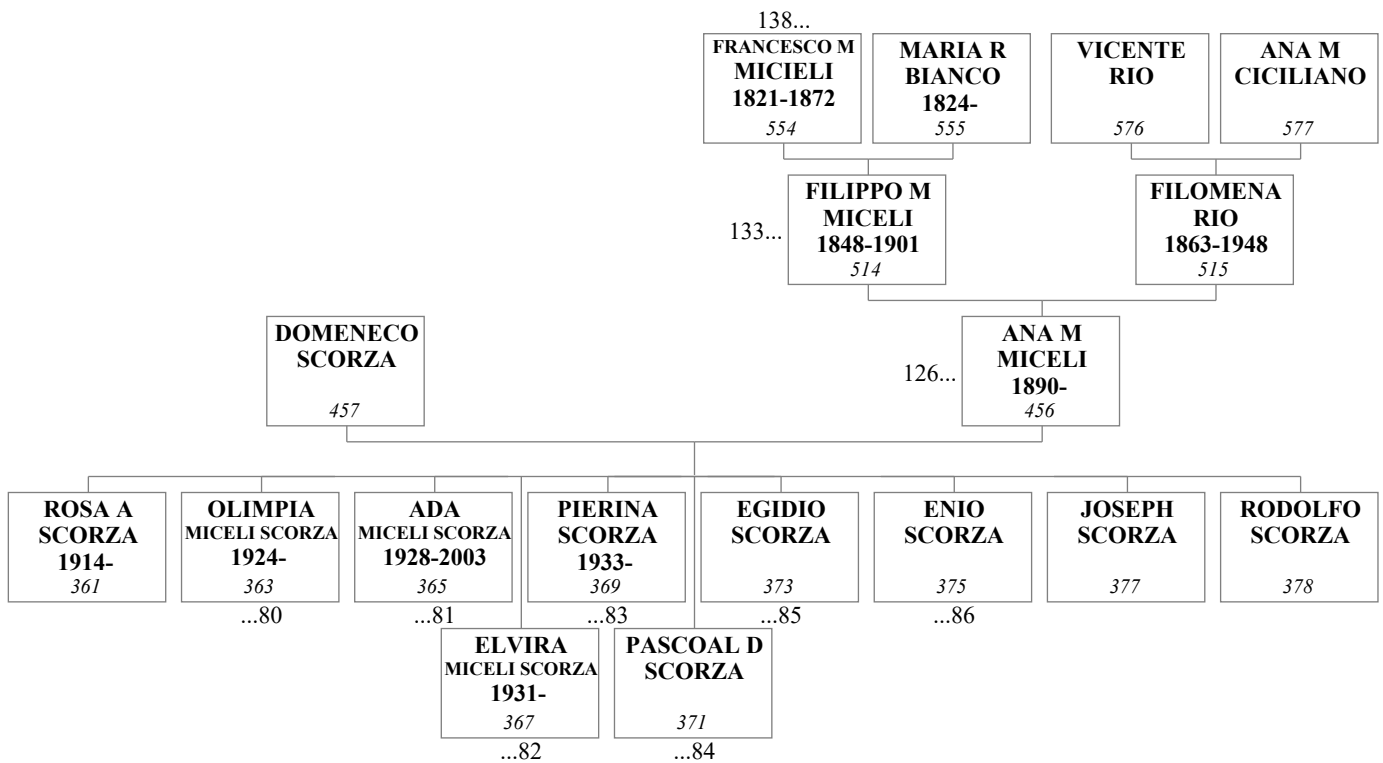 138...
FRANCESCO M
MICIELI
1821-1872
554
MARIA R
BIANCO
1824-
555
VICENTE
RIO
576
ANA M
CICILIANO
577
133...
FILIPPO M
MICELI
1848-1901
514
FILOMENA
RIO
1863-1948
515
DOMENECO
SCORZA
457
126...
ANA M
MICELI
1890-
456
ROSA A
SCORZA
1914-
361
OLIMPIA
MICELI SCORZA
1924-
363
...80
ADA
MICELI SCORZA
1928-2003
365
...81
PIERINA
SCORZA
1933-
369
...83
EGIDIO
SCORZA
373
...85
ENIO
SCORZA
375
...86
JOSEPH
SCORZA
377
RODOLFO
SCORZA
378
ELVIRA
MICELI SCORZA
1931-
367
...82
PASCOAL D
SCORZA
371
...84